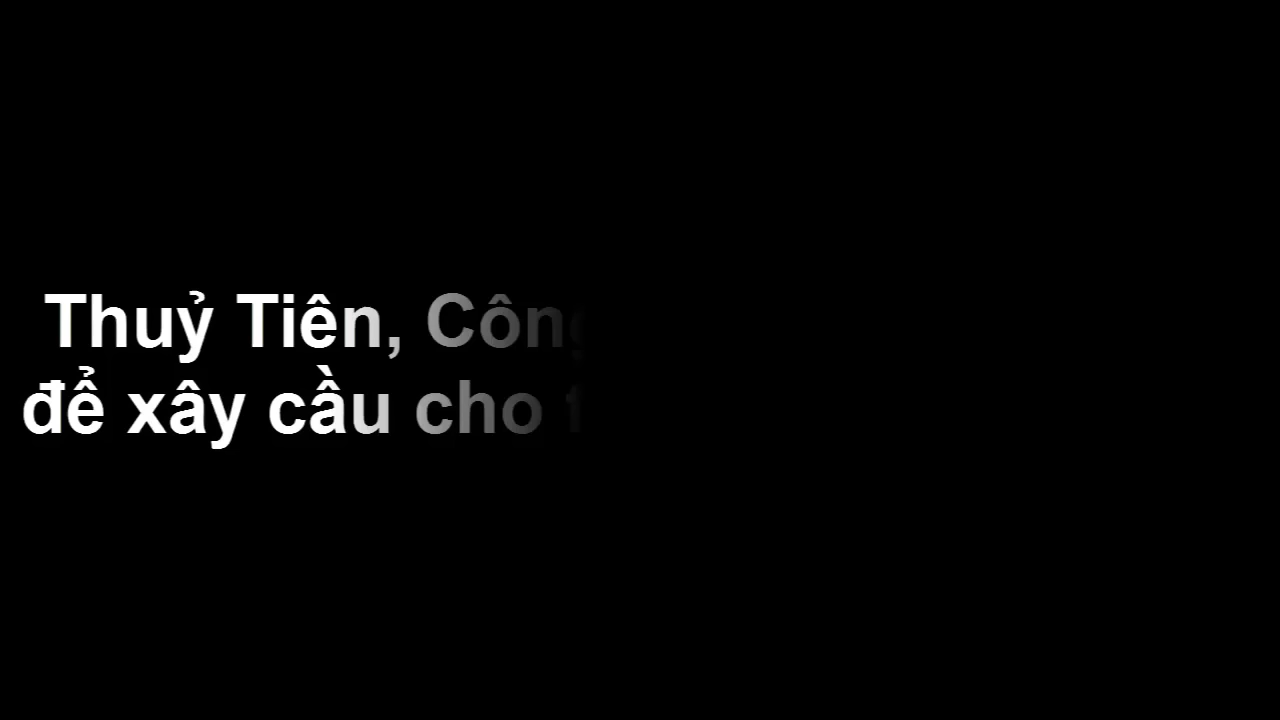 Thuỷ Tiên, Công
để xây cầu cho